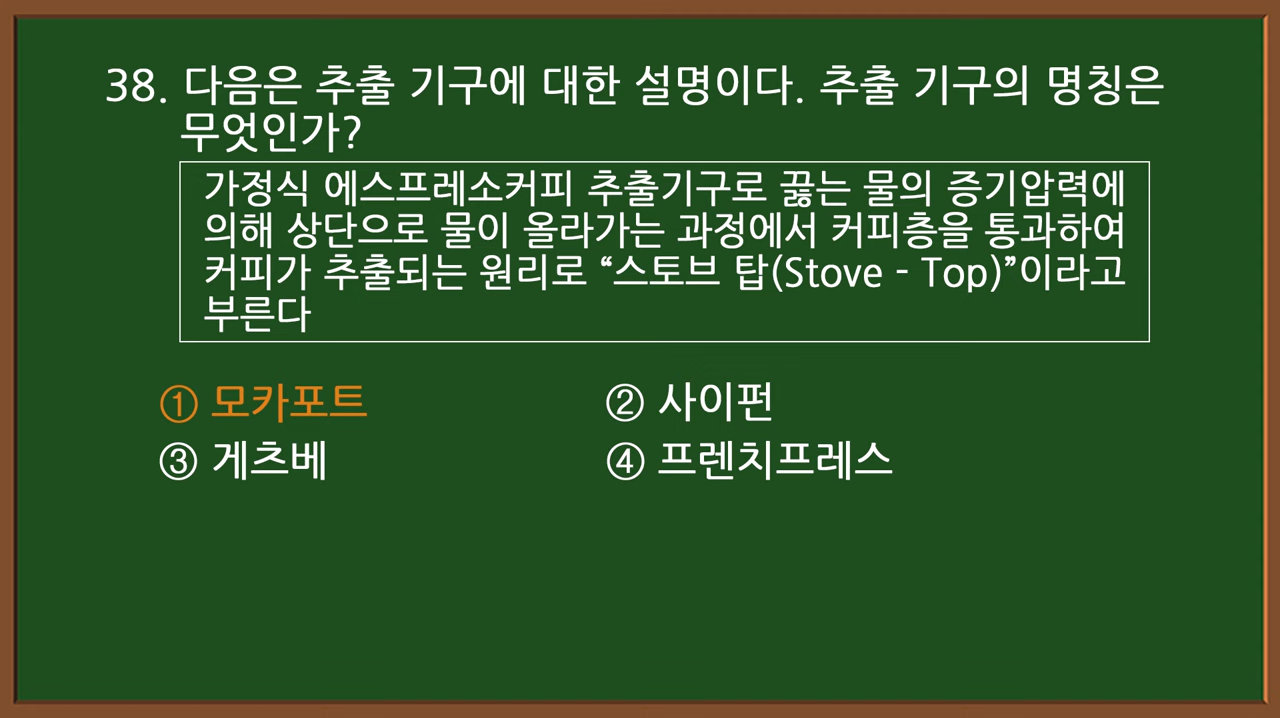 38. 다음은 추출 기구에 대한 설명이다. 추출 기구의 명칭은
무엇인가?
가정식 에스프레소커피 추출기구로 끓는 물의 증기압력에
의해 상단으로 물이 올라가는 과정에서 커피층을 통과하여
커피가 추출되는 원리로 “스토브 탑(Stove - Top)”이라고
부른다
① 모카포트 ② 사이펀
③ 게츠베 ④ 프렌치프레스